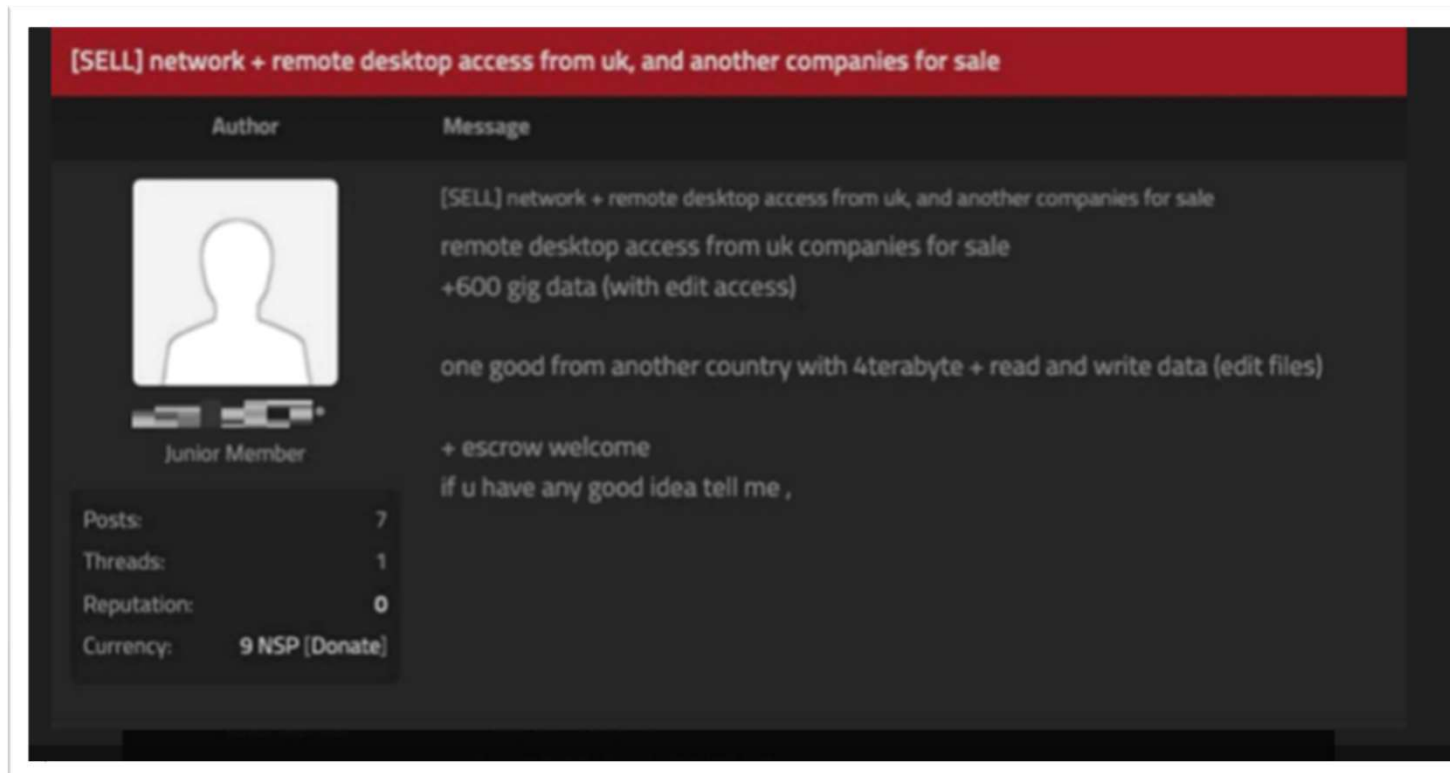 [SELL] network + remote desktop access from uk, and another companies for sale
Author Message
[SELL] network + remote desktop access from uk, and another companies for sale
remote desktop access from uk companies for sale
+600 gig data (with edit access)
one good from another country with 4terabyte + read and write data (edit files)
+ escrow welcome
if u have any good idea tell me ,
Junior Member
Posts: 7
Threads: 1
Reputation: 0
Currency: 9 NSP [Donate]